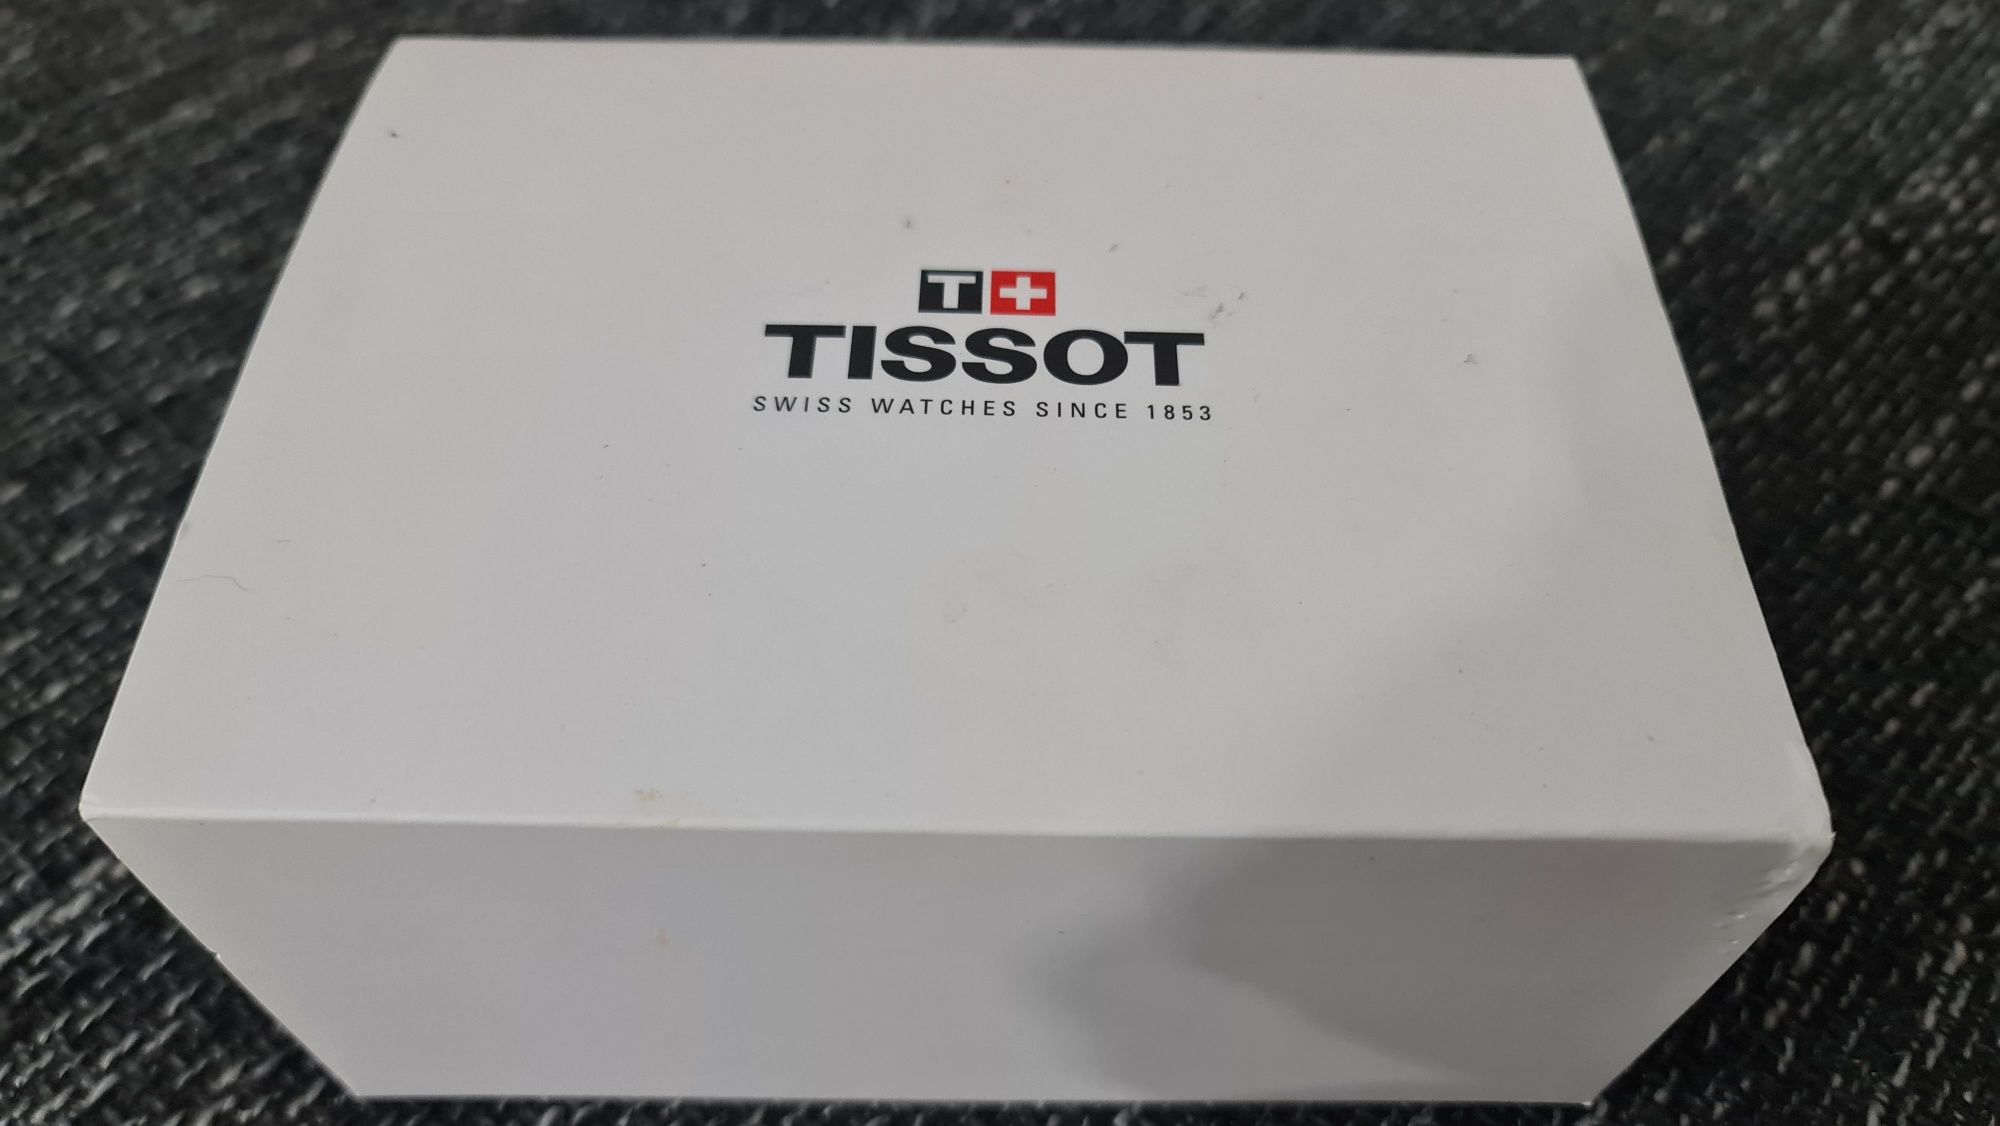 T+
TISSOT
SWISS WATCHES SINCE 1853